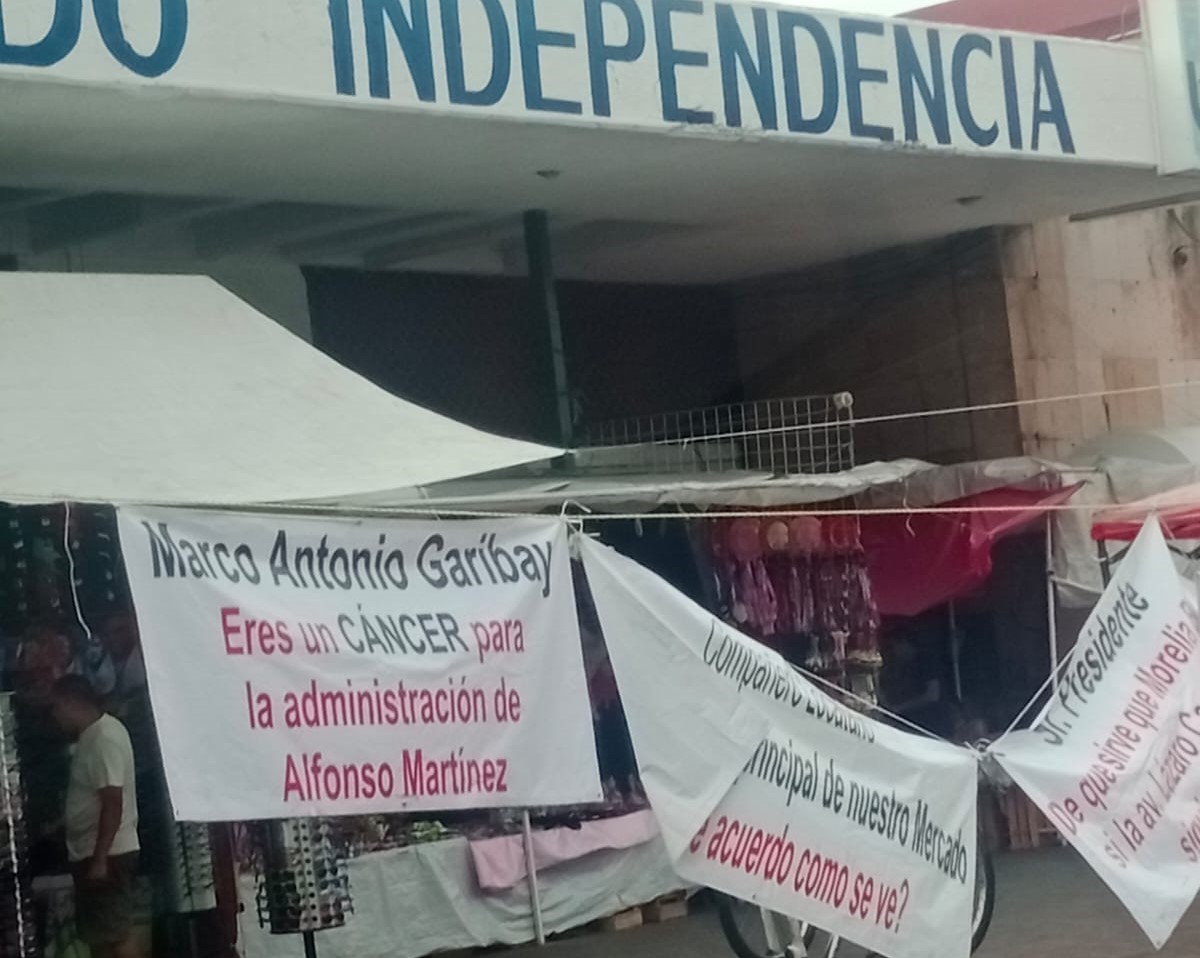 DO INDEPENDENCIA
Marco Antonio Garibay
Eres un CÁNCER para
la administración de
Alfonso Martínez
Compañero
principal de nuestro Mercado
acuerdo como se ve?
Sr. Presidente
De que sirve que Morelia
si la av. Lázaro